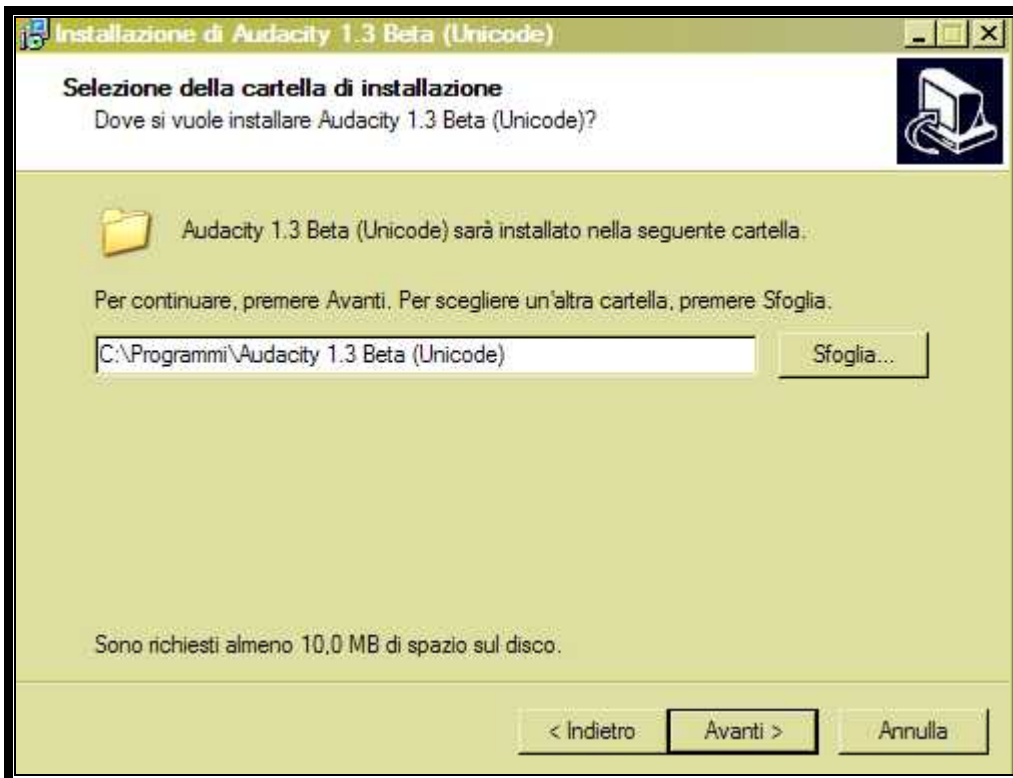 Installazione di Audacity 1.3 Beta (Unicode)
Selezione della cartella di installazione
Dove si vuole installare Audacity 1.3 Beta (Unicode)?
Audacity 1.3 Beta (Unicode) sarà installato nella seguente cartella.
Per continuare, premere Avanti. Per scegliere un'altra cartella, premere Sfoglia.
C:\Programmi\Audacity 1.3 Beta (Unicode)
Sfoglia...
Sono richiesti almeno 10,0 MB di spazio sul disco.
< Indietro
Avanti >
Annulla